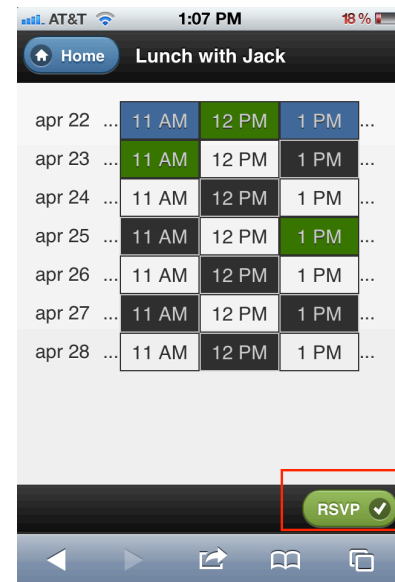 AT&T 1:07 PM 18 %
Home Lunch with Jack
apr 22 ... 11 AM 12 PM 1 PM ...
apr 23 ... 11 AM 12 PM 1 PM ...
apr 24 ... 11 AM 12 PM 1 PM ...
apr 25 ... 11 AM 12 PM 1 PM ...
apr 26 ... 11 AM 12 PM 1 PM ...
apr 27 ... 11 AM 12 PM 1 PM ...
apr 28 ... 11 AM 12 PM 1 PM ...
RSVP